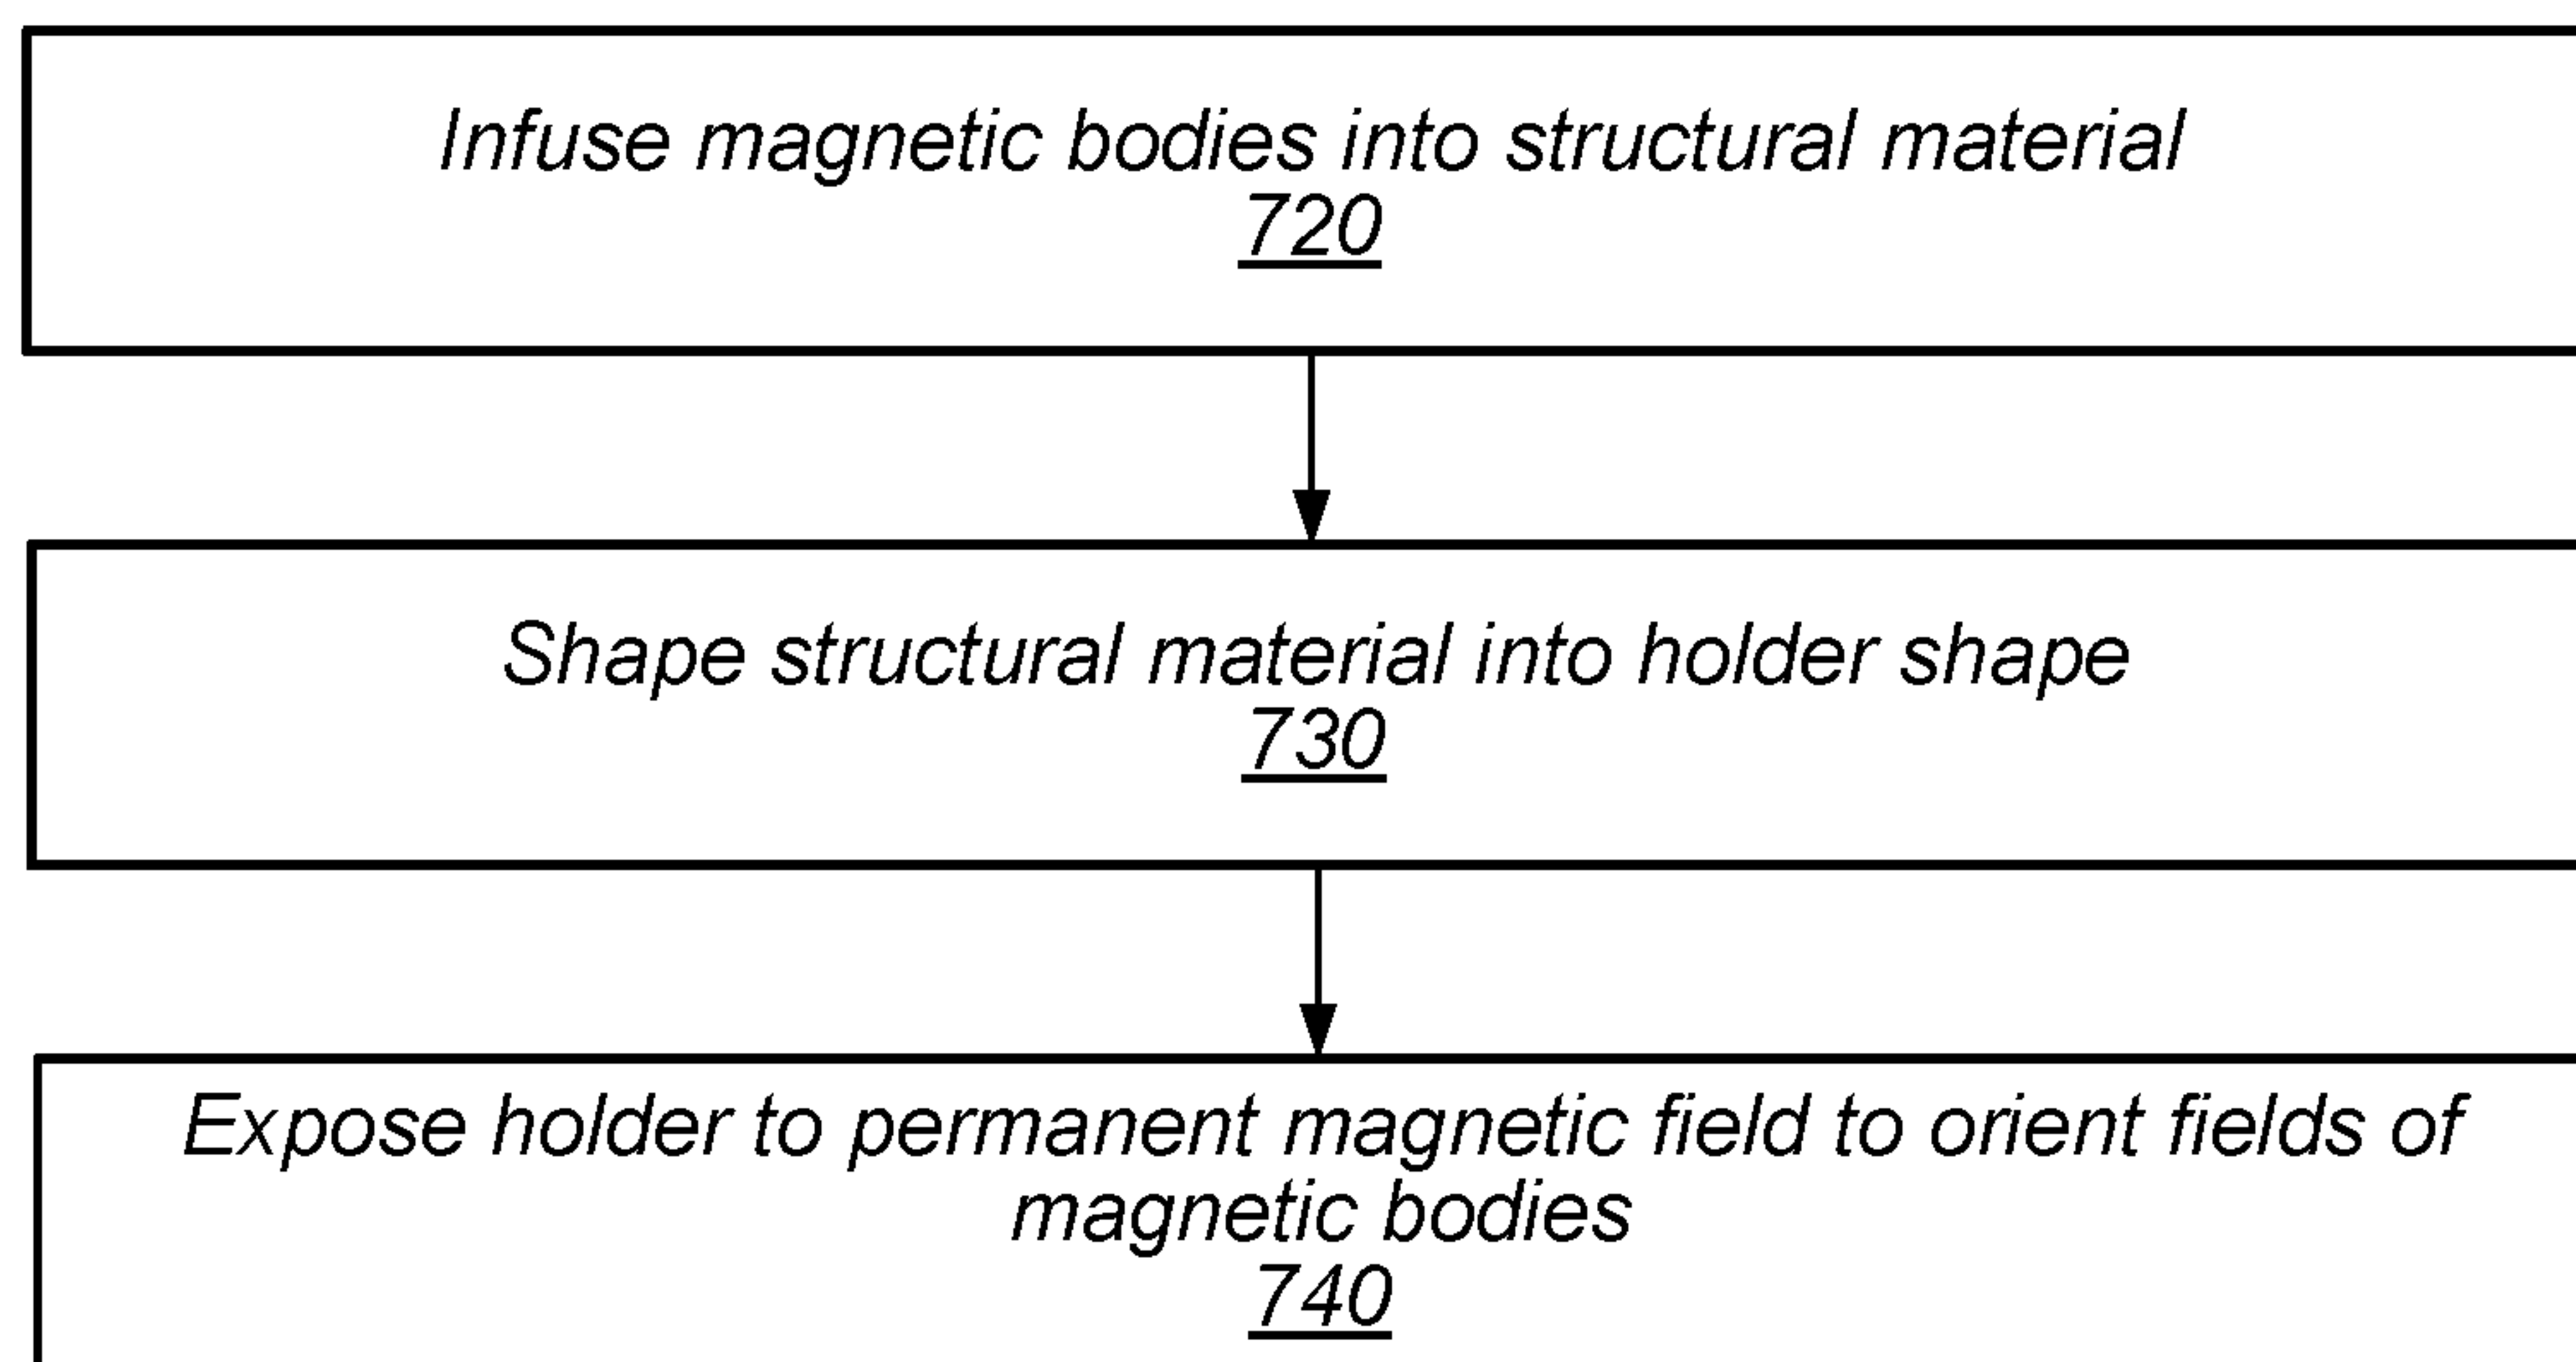 Infuse magnetic bodies into structural material
720
Shape structural material into holder shape
730
Expose holder to permanent magnetic field to orient fields of
magnetic bodies
740